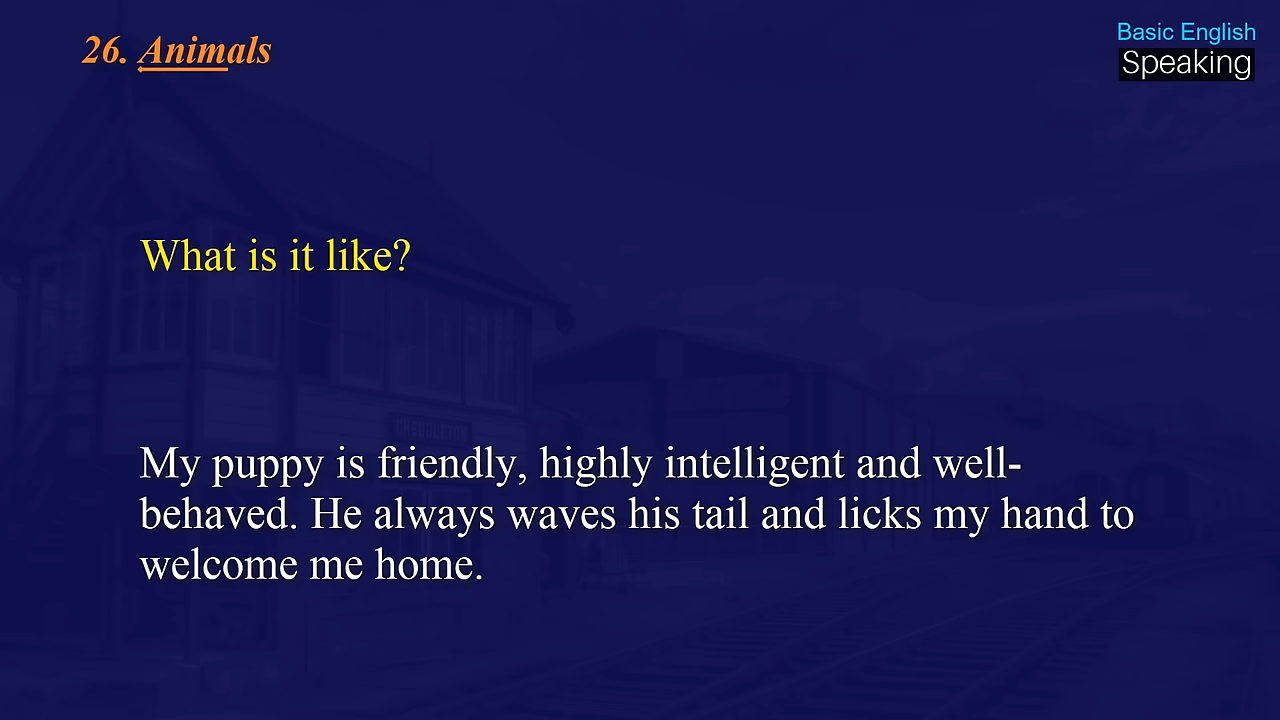 26. Animals
Basic English
Speaking
What is it like?
My puppy is friendly, highly intelligent and well-
behaved. He always waves his tail and licks my hand to
welcome me home.